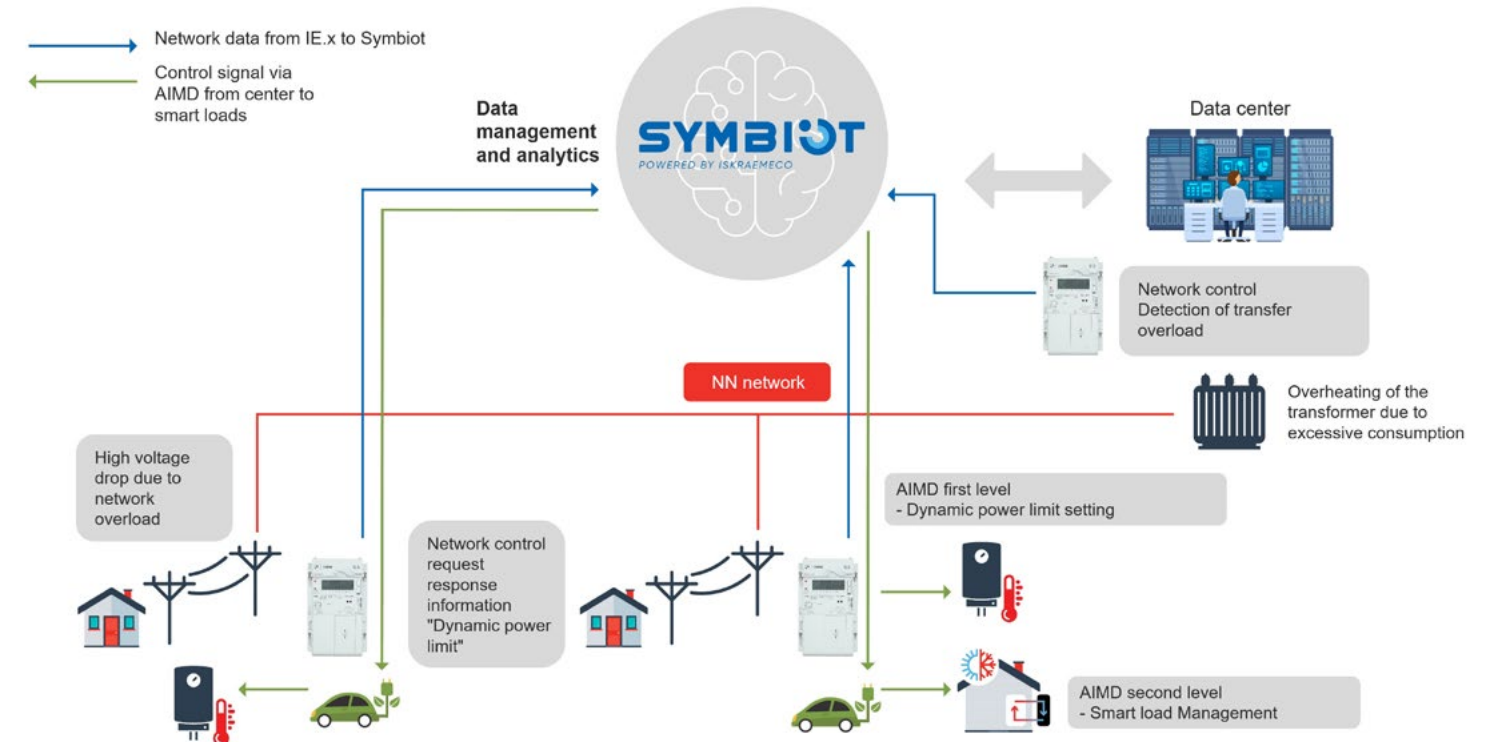 Network data from IE.x to Symbiot
Control signal via
AIMD from center to
smart loads
Data
management
and analytics
SYMBIOT
POWERED BY ISKRAEMECO
Data center
Network control
Detection of transfer
overload
NN network
Overheating of the
transformer due to
excessive consumption
High voltage
drop due to
network
overload
Network control
request
response
information
"Dynamic power
limit"
AIMD first level
- Dynamic power limit setting
AIMD second level
- Smart load Management